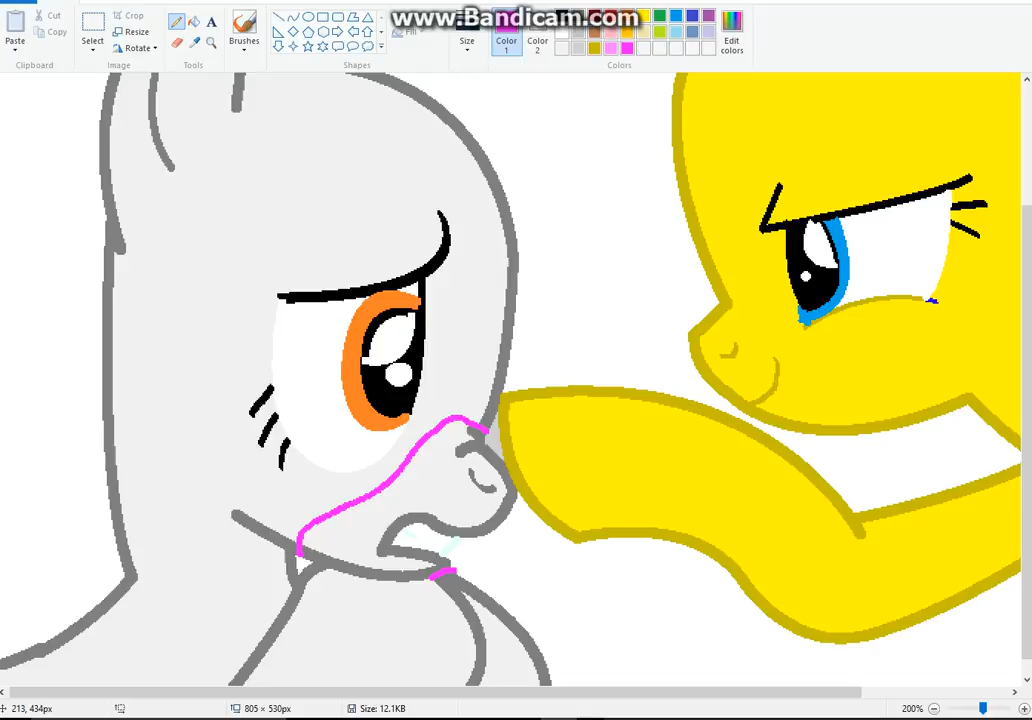 www.Bandicam.com
Paste
Cut
Copy
Clipboard
Select
Crop
Resize
Rotate
Image
A
Tools
Brushes
Fill
Shapes
Size
Color
1
Color
2
Edit
colors
Colors
213, 434px
805 × 530px
Size: 12.1KB
200%